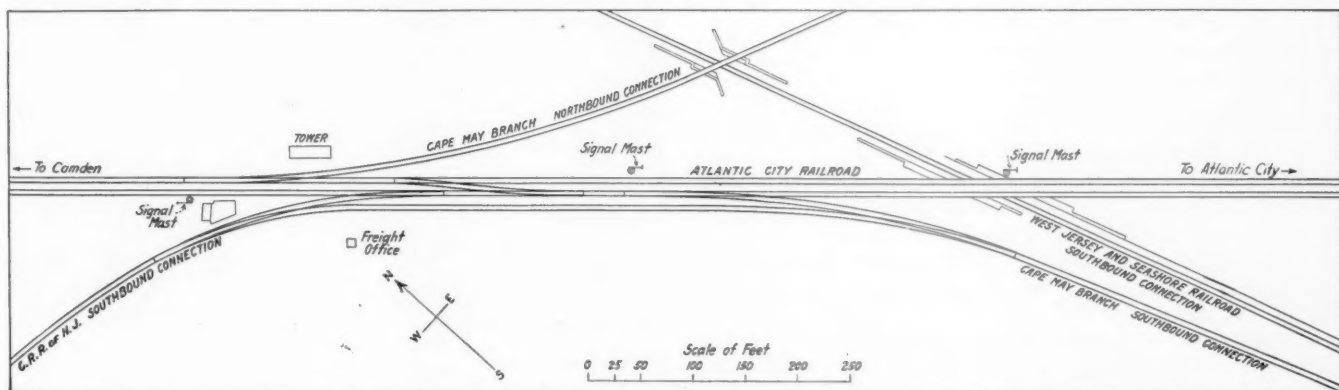 CAPE MAY BRANCH NORTHBOUND CONNECTION
TOWER
Signal Mast
Signal Mast
← To Camden
ATLANTIC CITY RAILROAD
To Atlantic City →
Signal
Mast
Freight
Office
C.R.R. OF N.J. SOUTHBOUND CONNECTION
WEST JERSEY AND SEASHORE RAILROAD
SOUTHBOUND CONNECTION
CAPE MAY BRANCH SOUTHBOUND CONNECTION
N
E
W
S
Scale of Feet
0 25 50 100 150 200 250